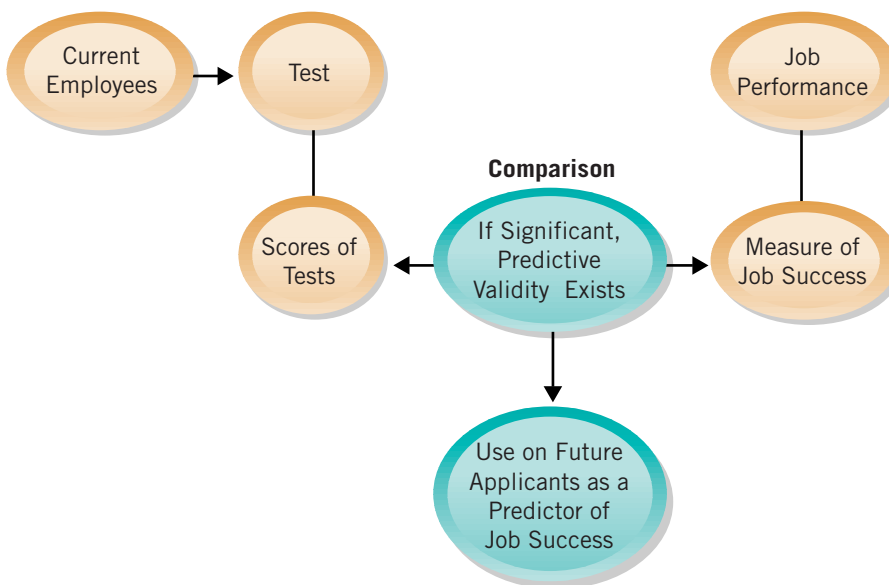 Current
Employees
Test
Job
Performance
Comparison
Scores of
Tests
If Significant,
Predictive
Validity Exists
Measure of
Job Success
Use on Future
Applicants as a
Predictor of
Job Success